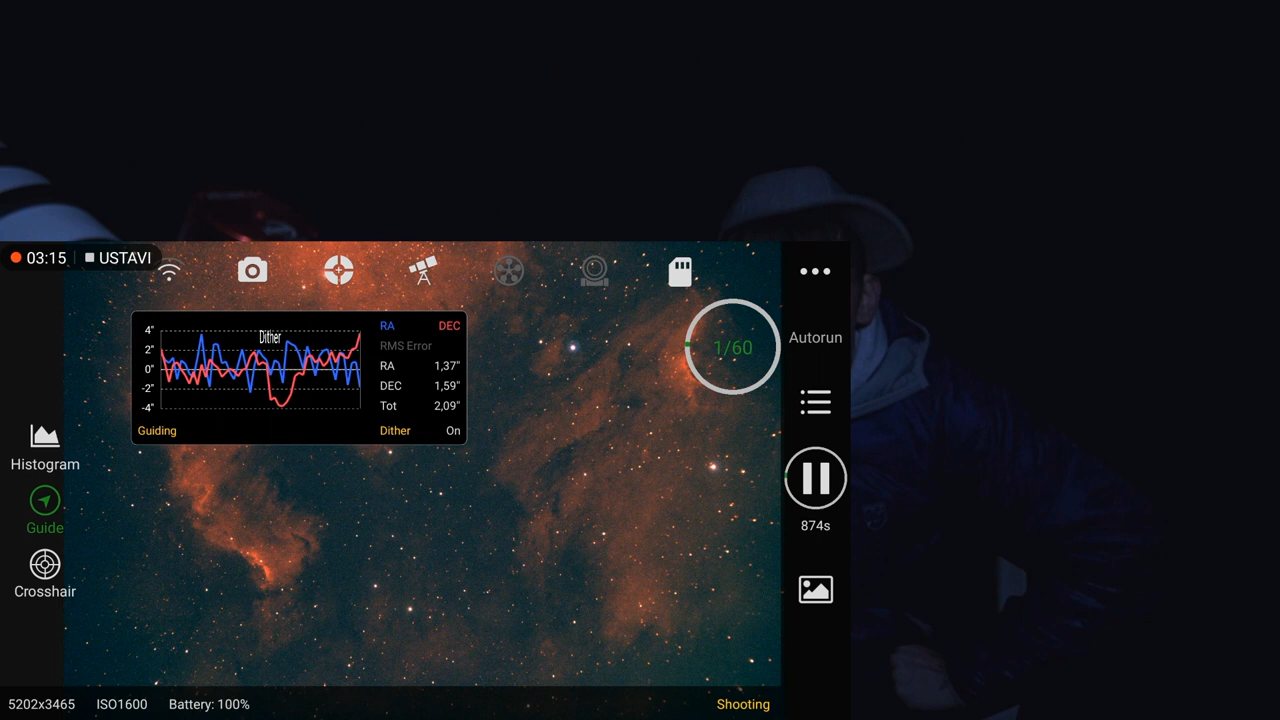 03:15 USTAVI
4" Dither RA DEC
2" RMS Error
0" RA 1,37"
-2" DEC 1,59"
-4" Tot 2,09"
Guiding Dither On
1/60
Autorun
Histogram
Guide
874s
Crosshair
5202x3465 ISO1600 Battery: 100% Shooting